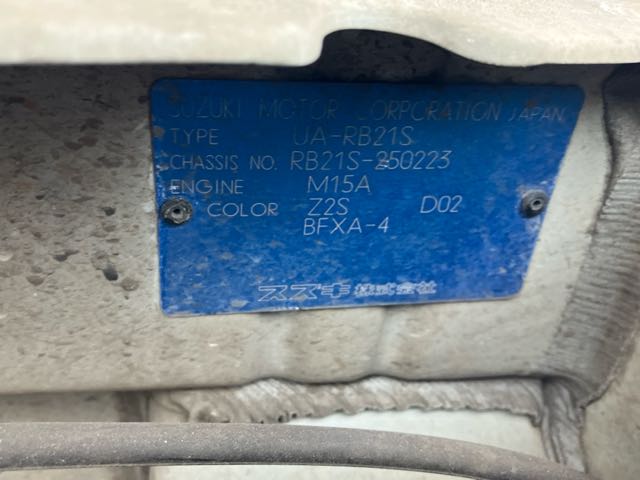 SUZUKI MOTOR CORPORATION JAPAN
TYPE UA-RB21S
CHASSIS NO. RB21S-250223
ENGINE M15A
COLOR Z2S D02
BFXA-4
スズキ株式会社